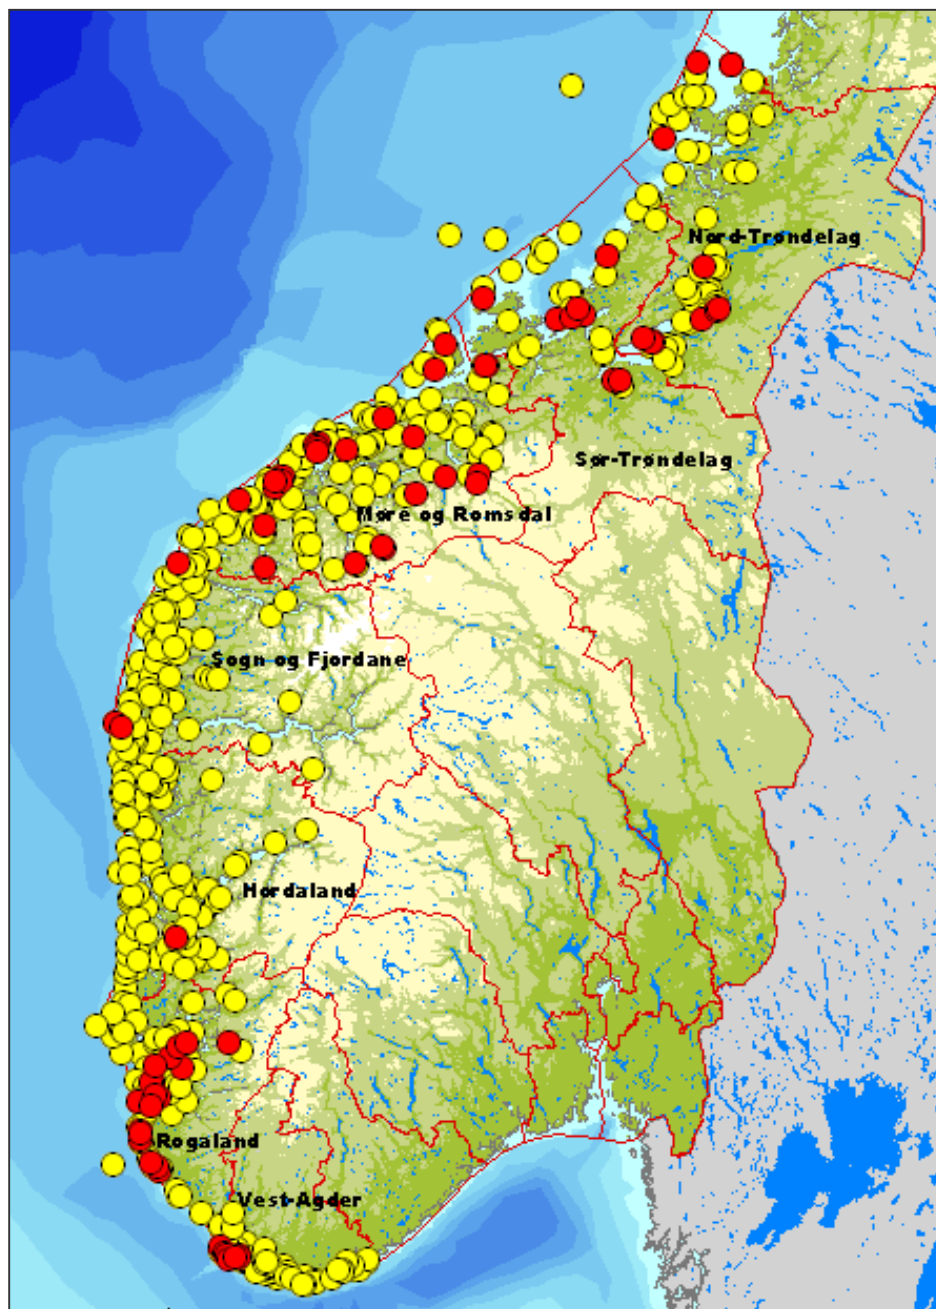 Nord-Trøndelag
Sør-Trøndelag
Møre og Romsdal
Sogn og Fjordane
Hordaland
Rogaland
Vest-Agder